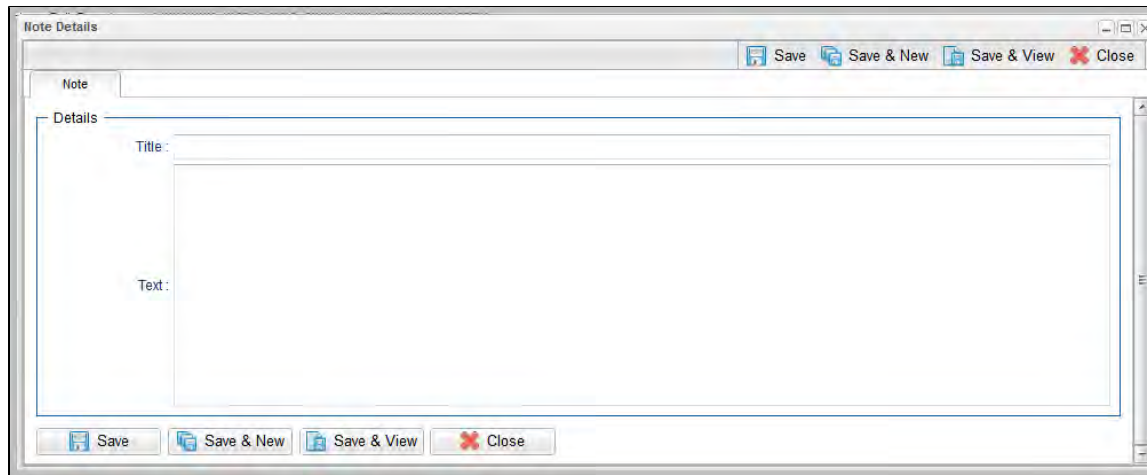 Note Details
Save Save & New Save & View Close
Note
Details
Title :
Text :
Save Save & New Save & View Close